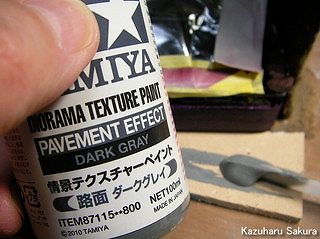 TAMIYA
DIORAMA TEXTURE PAINT
PAVEMENT EFFECT
DARK GRAY
情景テクスチャーペイント
路面 ダークグレイ
NET100ml
MADE IN JAPAN
ITEM87115••800
©2010 TAMIYA
Kazuharu Sakura